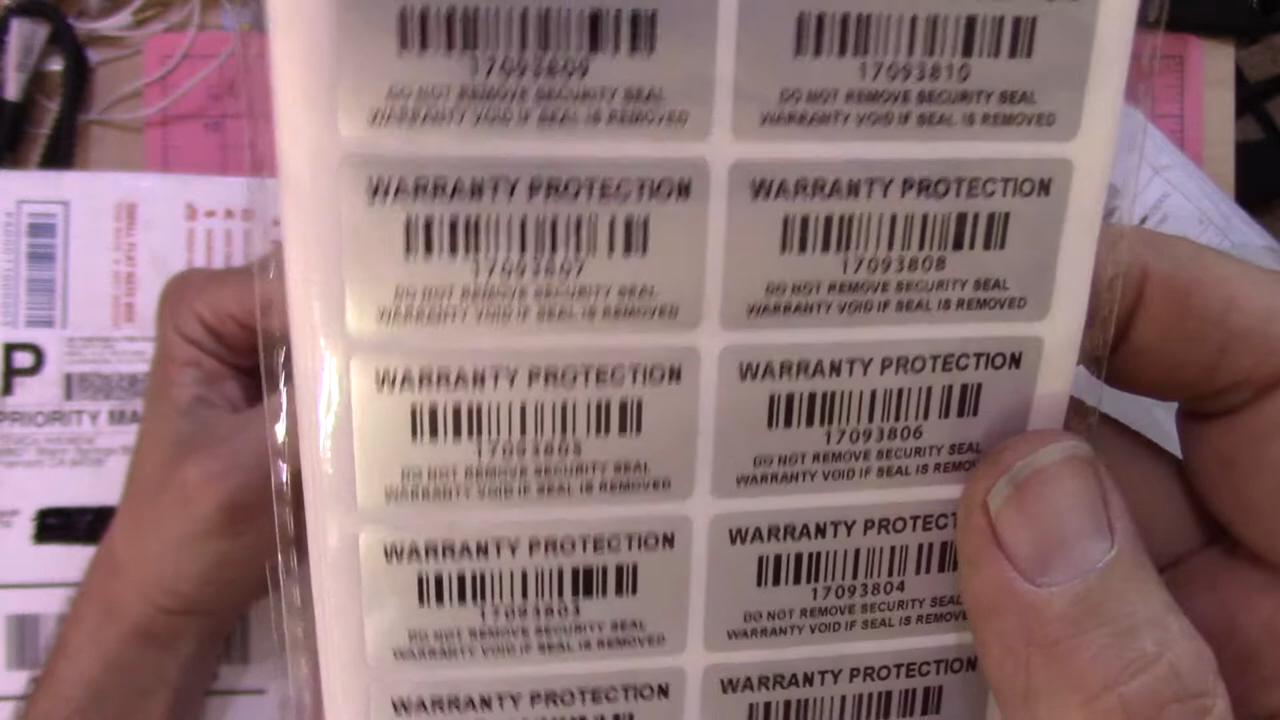 17093809
DO NOT REMOVE SECURITY SEAL
WARRANTY VOID IF SEAL IS REMOVED
17093810
DO NOT REMOVE SECURITY SEAL
WARRANTY VOID IF SEAL IS REMOVED
WARRANTY PROTECTION
17093807
DO NOT REMOVE SECURITY SEAL
WARRANTY VOID IF SEAL IS REMOVED
WARRANTY PROTECTION
17093808
DO NOT REMOVE SECURITY SEAL
WARRANTY VOID IF SEAL IS REMOVED
WARRANTY PROTECTION
17093805
DO NOT REMOVE SECURITY SEAL
WARRANTY VOID IF SEAL IS REMOVED
WARRANTY PROTECTION
17093806
DO NOT REMOVE SECURITY SEAL
WARRANTY VOID IF SEAL IS REMOV
WARRANTY PROTECTION
17093803
DO NOT REMOVE SECURITY SEAL
WARRANTY VOID IF SEAL IS REMOVED
WARRANTY PROTECT
17093804
DO NOT REMOVE SECURITY SEAL
WARRANTY VOID IF SEAL IS REMOV
WARRANTY PROTECTION
WARRANTY PROTECTION
P
PRIORITY MA